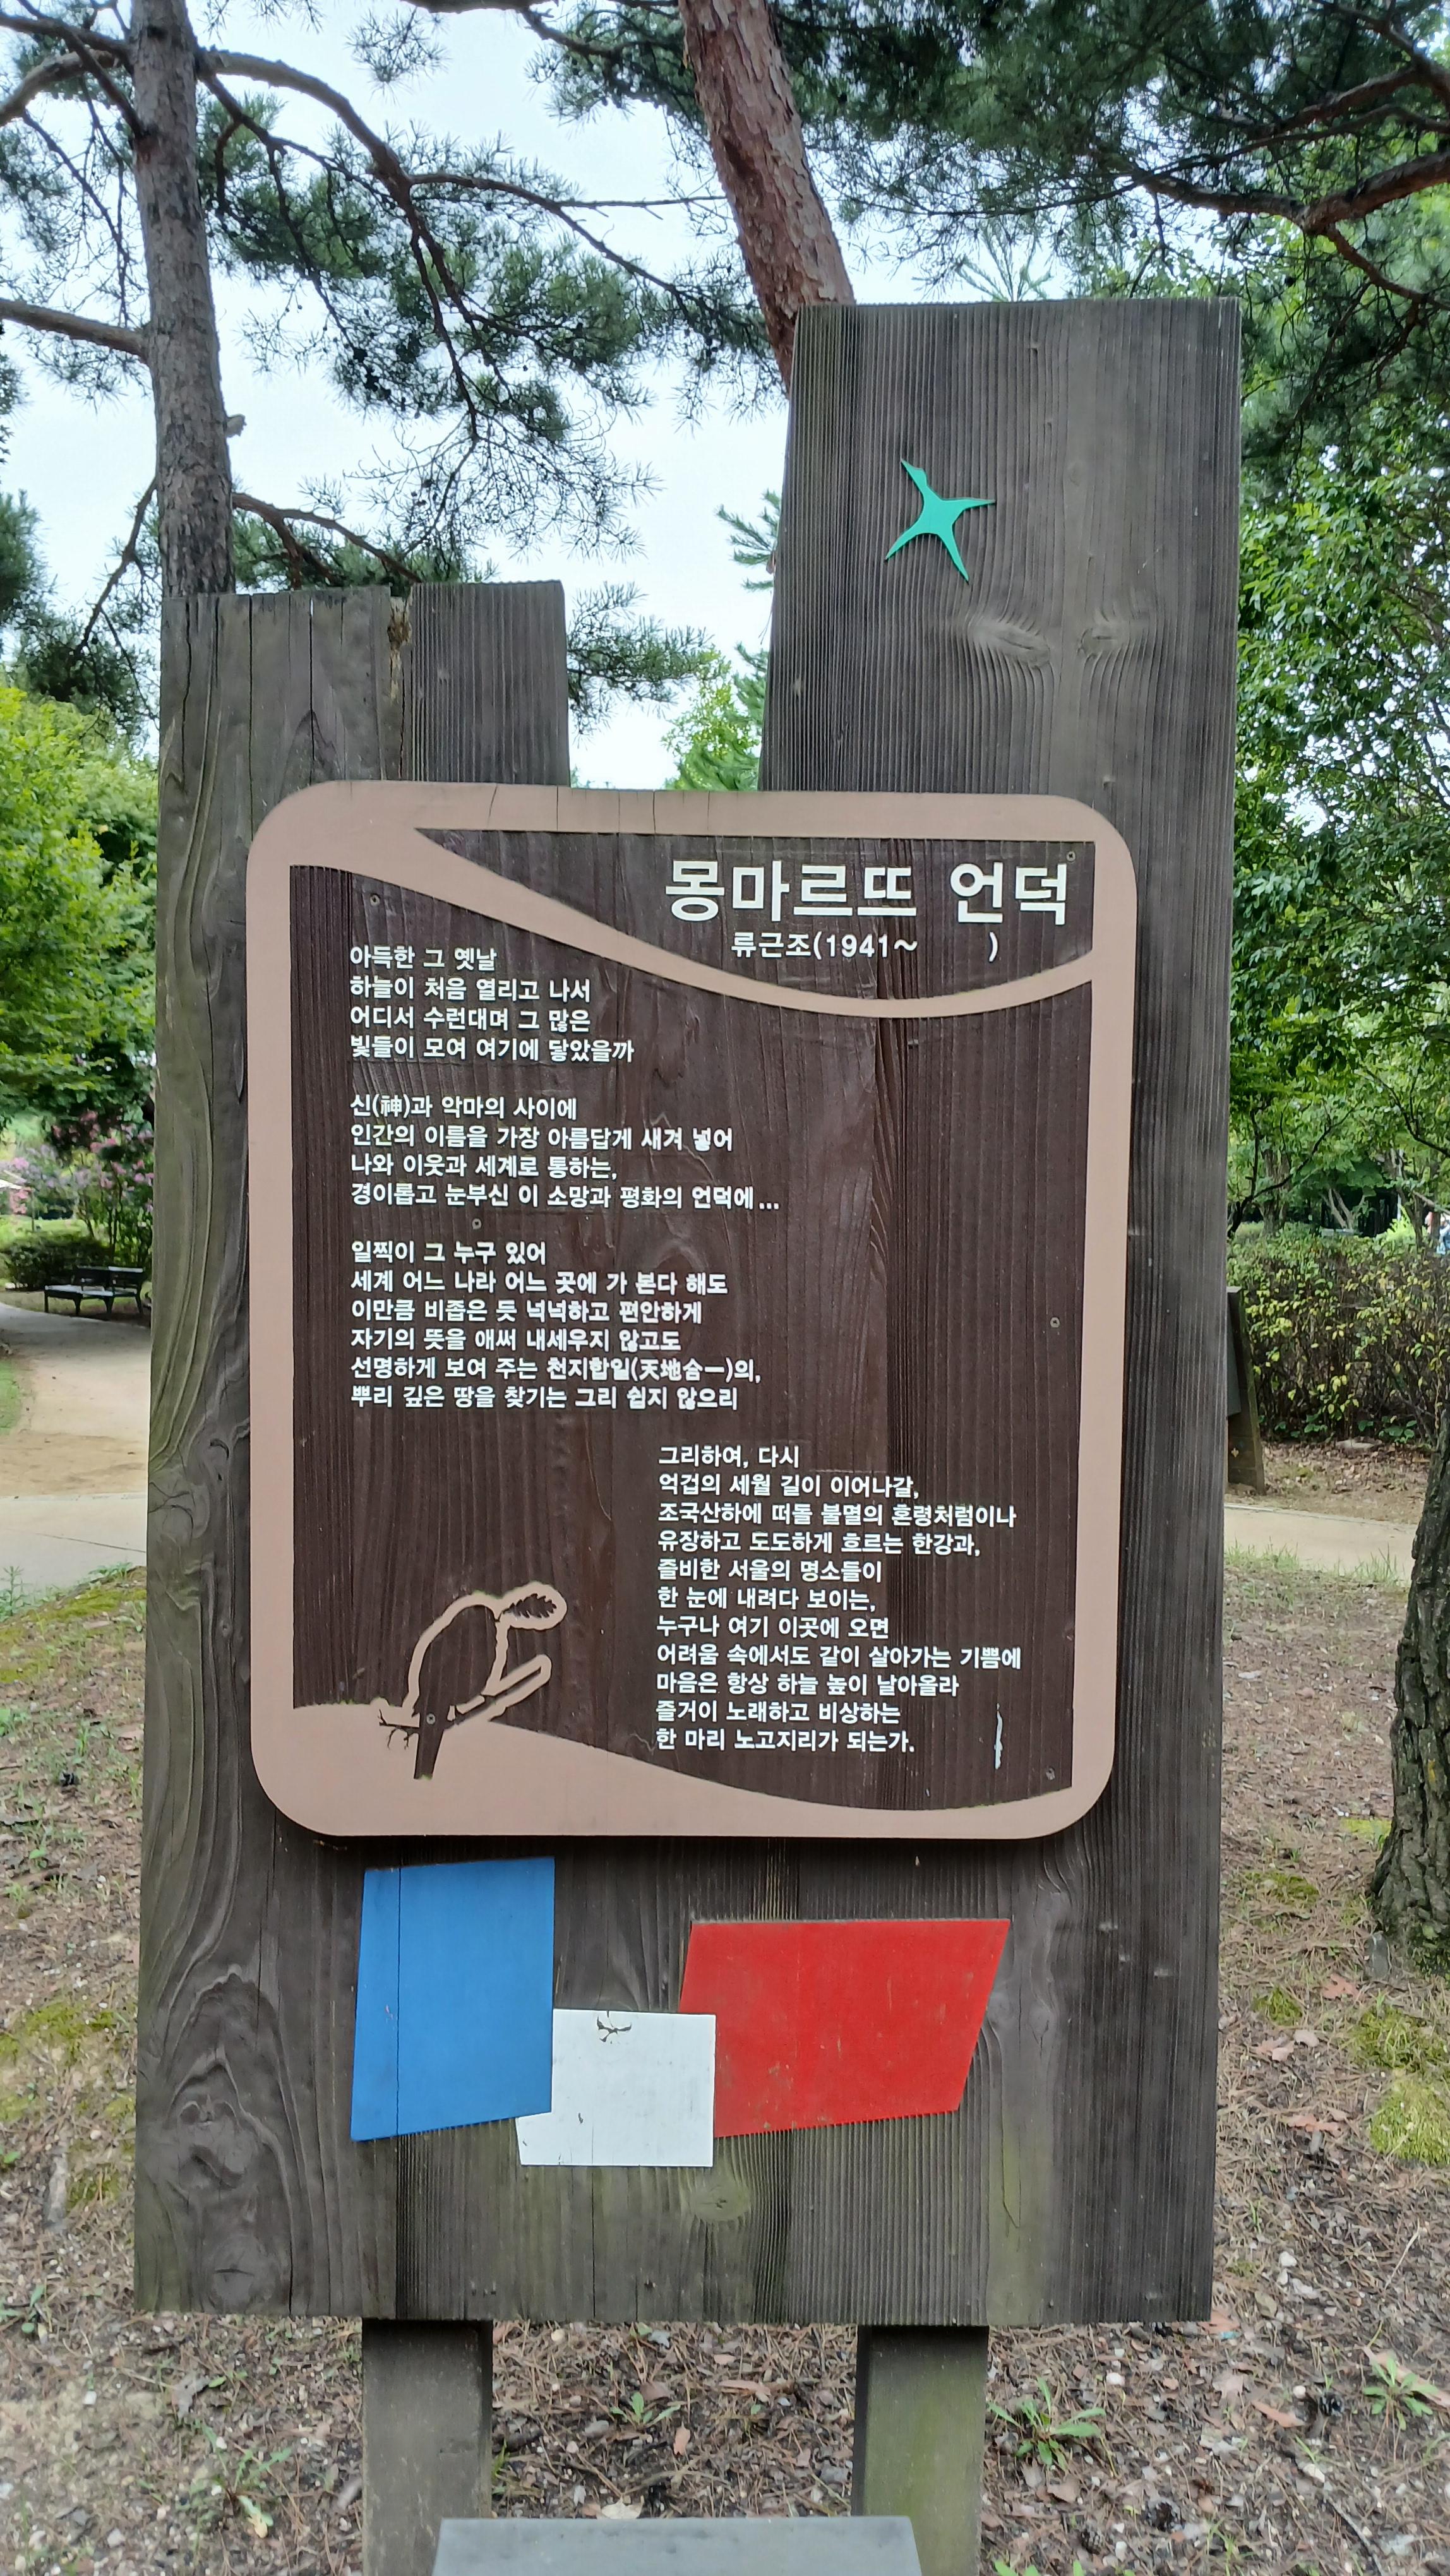 몽마르뜨 언덕
류근조(1941~ )
아득한 그 옛날
하늘이 처음 열리고 나서
어디서 수런대며 그 많은
빛들이 모여 여기에 닿았을까
신(神)과 악마의 사이에
인간의 이름을 가장 아름답게 새겨 넣어
나와 이웃과 세계로 통하는,
경이롭고 눈부신 이 소망과 평화의 언덕에...
일찍이 그 누구 있어
세계 어느 나라 어느 곳에 가 본다 해도
이만큼 비좁은 듯 넉넉하고 편안하게
자기의 뜻을 애써 내세우지 않고도
선명하게 보여 주는 천지합일(天地合一)의,
뿌리 깊은 땅을 찾기는 그리 쉽지 않으리
그리하여, 다시
억겁의 세월 길이 이어나갈,
조국산하에 떠돌 불멸의 혼령처럼이나
유장하고 도도하게 흐르는 한강과,
즐비한 서울의 명소들이
한 눈에 내려다 보이는,
누구나 여기 이곳에 오면
어려움 속에서도 같이 살아가는 기쁨에
마음은 항상 하늘 높이 날아올라
즐거이 노래하고 비상하는
한 마리 노고지리가 되는가.